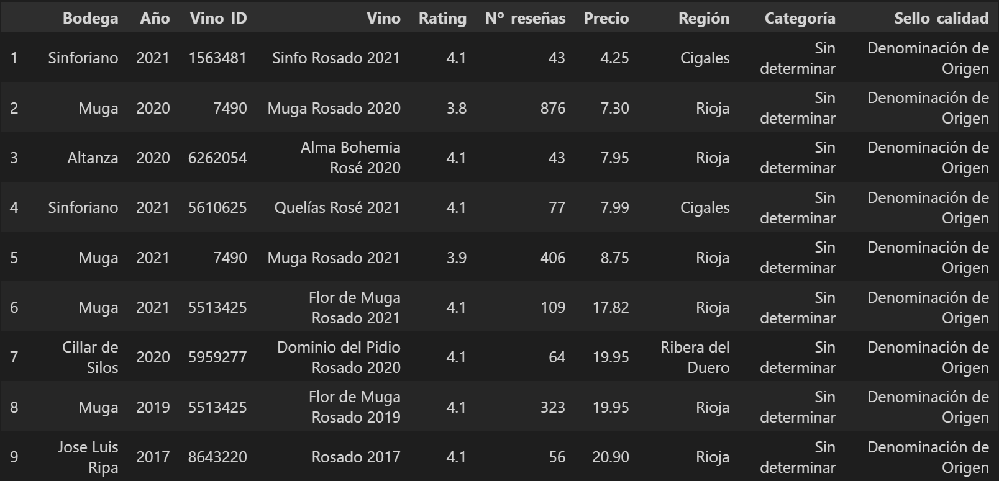 Bodega Año Vino_ID Vino Rating Nº_reseñas Precio Región Categoría Sello_calidad
1 Sinforiano 2021 1563481 Sinfo Rosado 2021 4.1 43 4.25 Cigales Sin determinar Denominación de Origen
2 Muga 2020 7490 Muga Rosado 2020 3.8 876 7.30 Rioja Sin determinar Denominación de Origen
3 Altanza 2020 6262054 Alma Bohemia Rosé 2020 4.1 43 7.95 Rioja Sin determinar Denominación de Origen
4 Sinforiano 2021 5610625 Quelías Rosé 2021 4.1 77 7.99 Cigales Sin determinar Denominación de Origen
5 Muga 2021 7490 Muga Rosado 2021 3.9 406 8.75 Rioja Sin determinar Denominación de Origen
6 Muga 2021 5513425 Flor de Muga Rosado 2021 4.1 109 17.82 Rioja Sin determinar Denominación de Origen
7 Cillar de Silos 2020 5959277 Dominio del Pidio Rosado 2020 4.1 64 19.95 Ribera del Duero Sin determinar Denominación de Origen
8 Muga 2019 5513425 Flor de Muga Rosado 2019 4.1 323 19.95 Rioja Sin determinar Denominación de Origen
9 Jose Luis Ripa 2017 8643220 Rosado 2017 4.1 56 20.90 Rioja Sin determinar Denominación de Origen